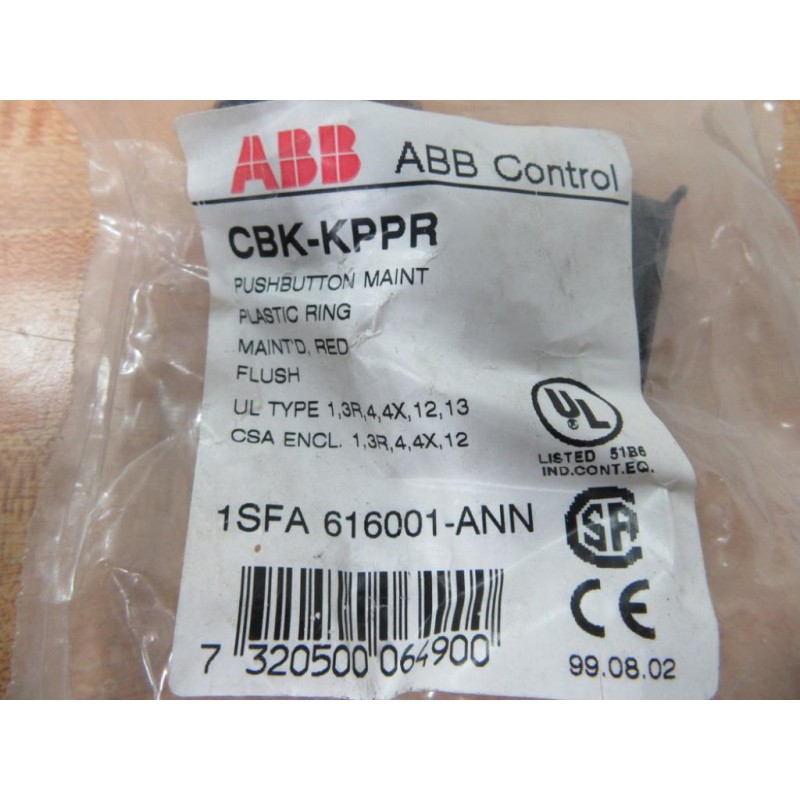 ABB ABB Control
CBK-KPPR
PUSHBUTTON MAINT
PLASTIC RING
MAINT'D, RED
FLUSH
UL TYPE 1,3R,4,4X,12,13
CSA ENCL. 1,3R,4,4X,12
UL ®
LISTED 51B6
IND.CONT.EQ.
1SFA 616001-ANN
SA
CE
7 320500 064900
99.08.02